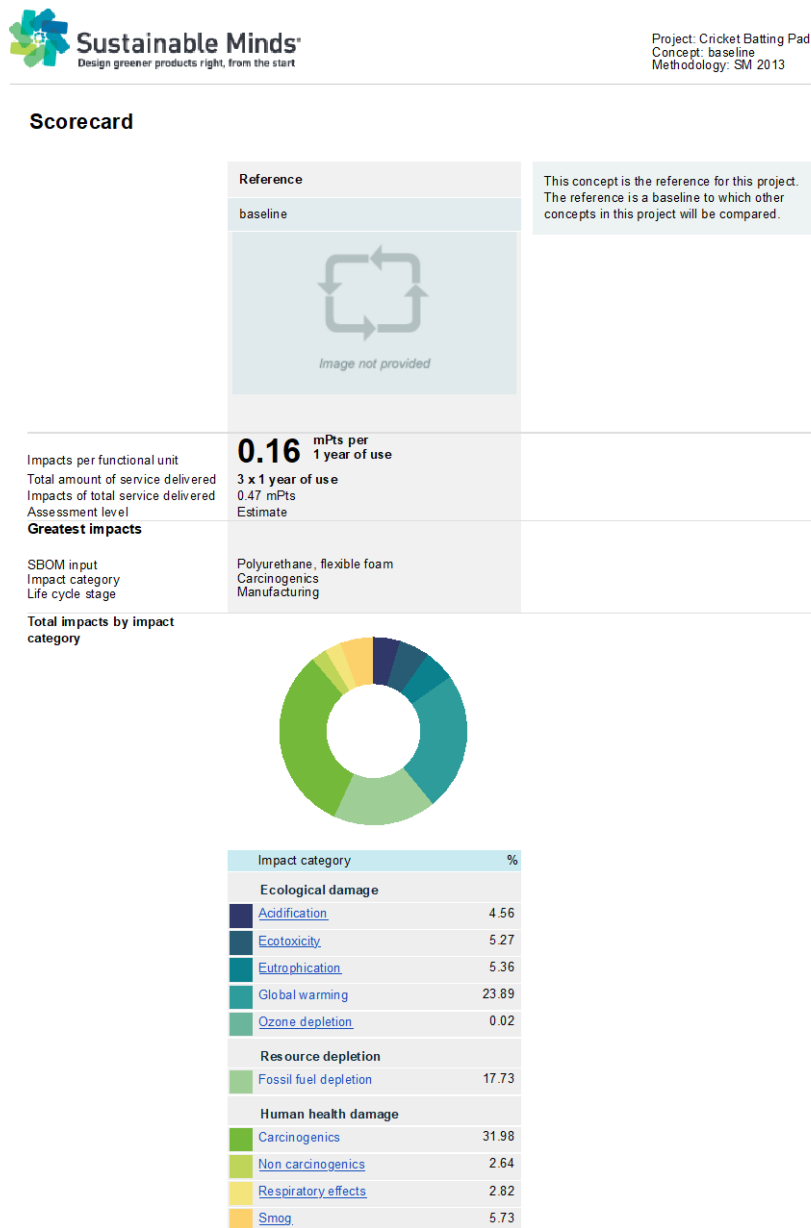 Sustainable Minds®
Design greener products right, from the start
Project: Cricket Batting Pad
Concept: baseline
Methodology: SM 2013
Scorecard
Reference
baseline
Image not provided
This concept is the reference for this project.
The reference is a baseline to which other
concepts in this project will be compared.
Impacts per functional unit 0.16 mPts per
1 year of use
Total amount of service delivered 3 x 1 year of use
Impacts of total service delivered 0.47 mPts
Assessment level Estimate
Greatest impacts
SBOM input Polyurethane, flexible foam
Impact category Carcinogenics
Life cycle stage Manufacturing
Total impacts by impact
category
Impact category %
Ecological damage
Acidification 4.56
Ecotoxicity 5.27
Eutrophication 5.36
Global warming 23.89
Ozone depletion 0.02
Resource depletion
Fossil fuel depletion 17.73
Human health damage
Carcinogenics 31.98
Non carcinogenics 2.64
Respiratory effects 2.82
Smog 5.73